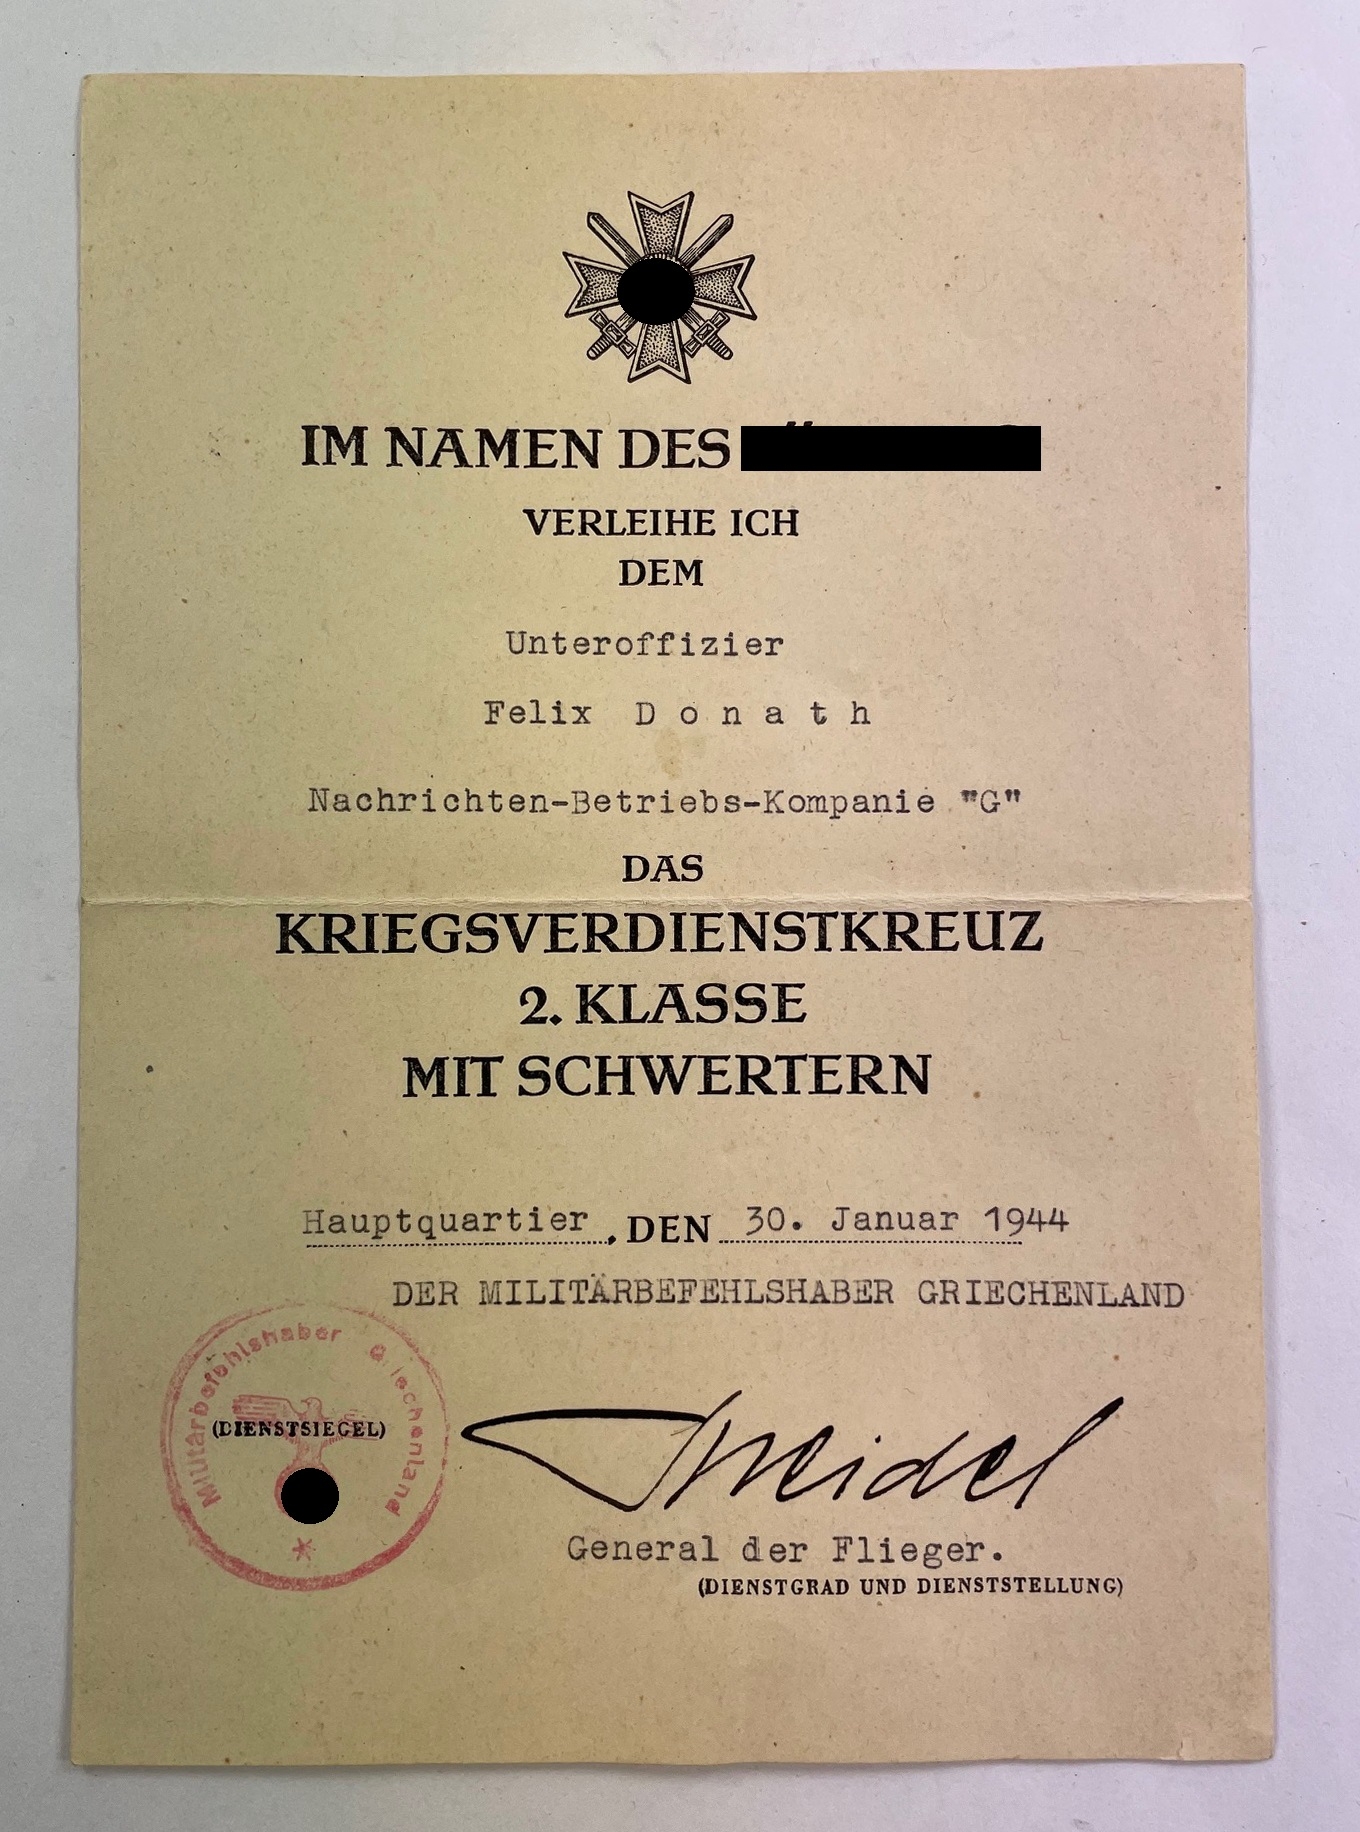 IM NAMEN DES
VERLEIHE ICH
DEM
Unteroffizier
Felix Donath
Nachrichten-Betriebs-Kompanie "G"
DAS
KRIEGSVERDIENSTKREUZ
2. KLASSE
MIT SCHWERTERN
Hauptquartier, DEN 30. Januar 1944
DER MILITÄRBEFEHLSHABER GRIECHENLAND
Militärbefehlshaber Griechenland
(DIENSTSIEGEL)
General der Flieger.
(DIENSTGRAD UND DIENSTSTELLUNG)